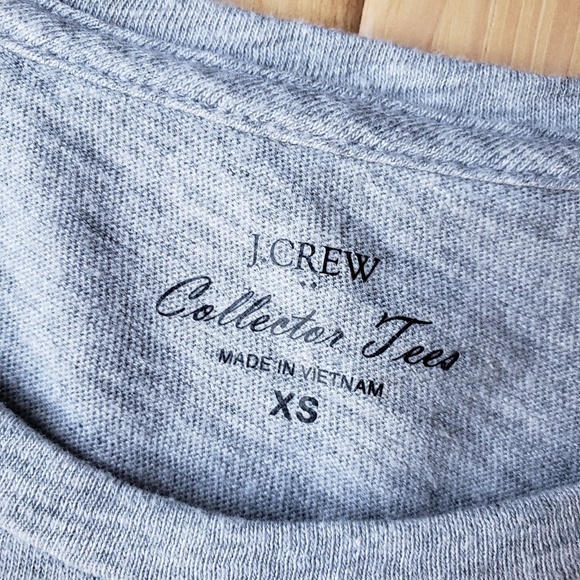 J.CREW
Collector Tees
MADE IN VIETNAM
XS